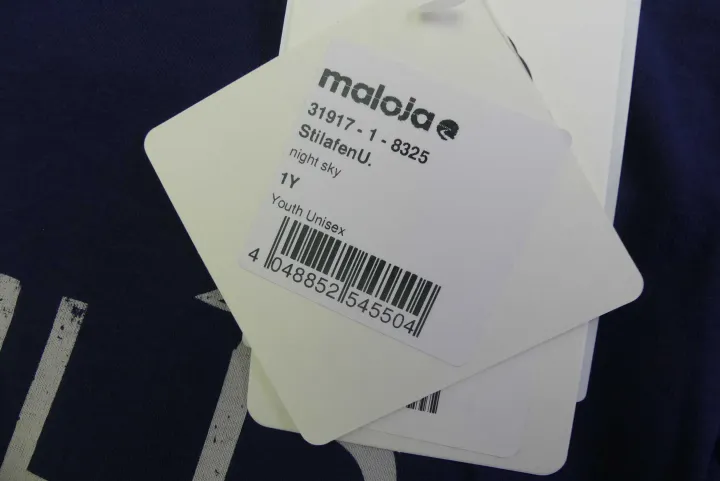 maloja
31917 - 1 - 8325
StilafenU.
night sky
1Y
Youth Unisex
4 048852 545504